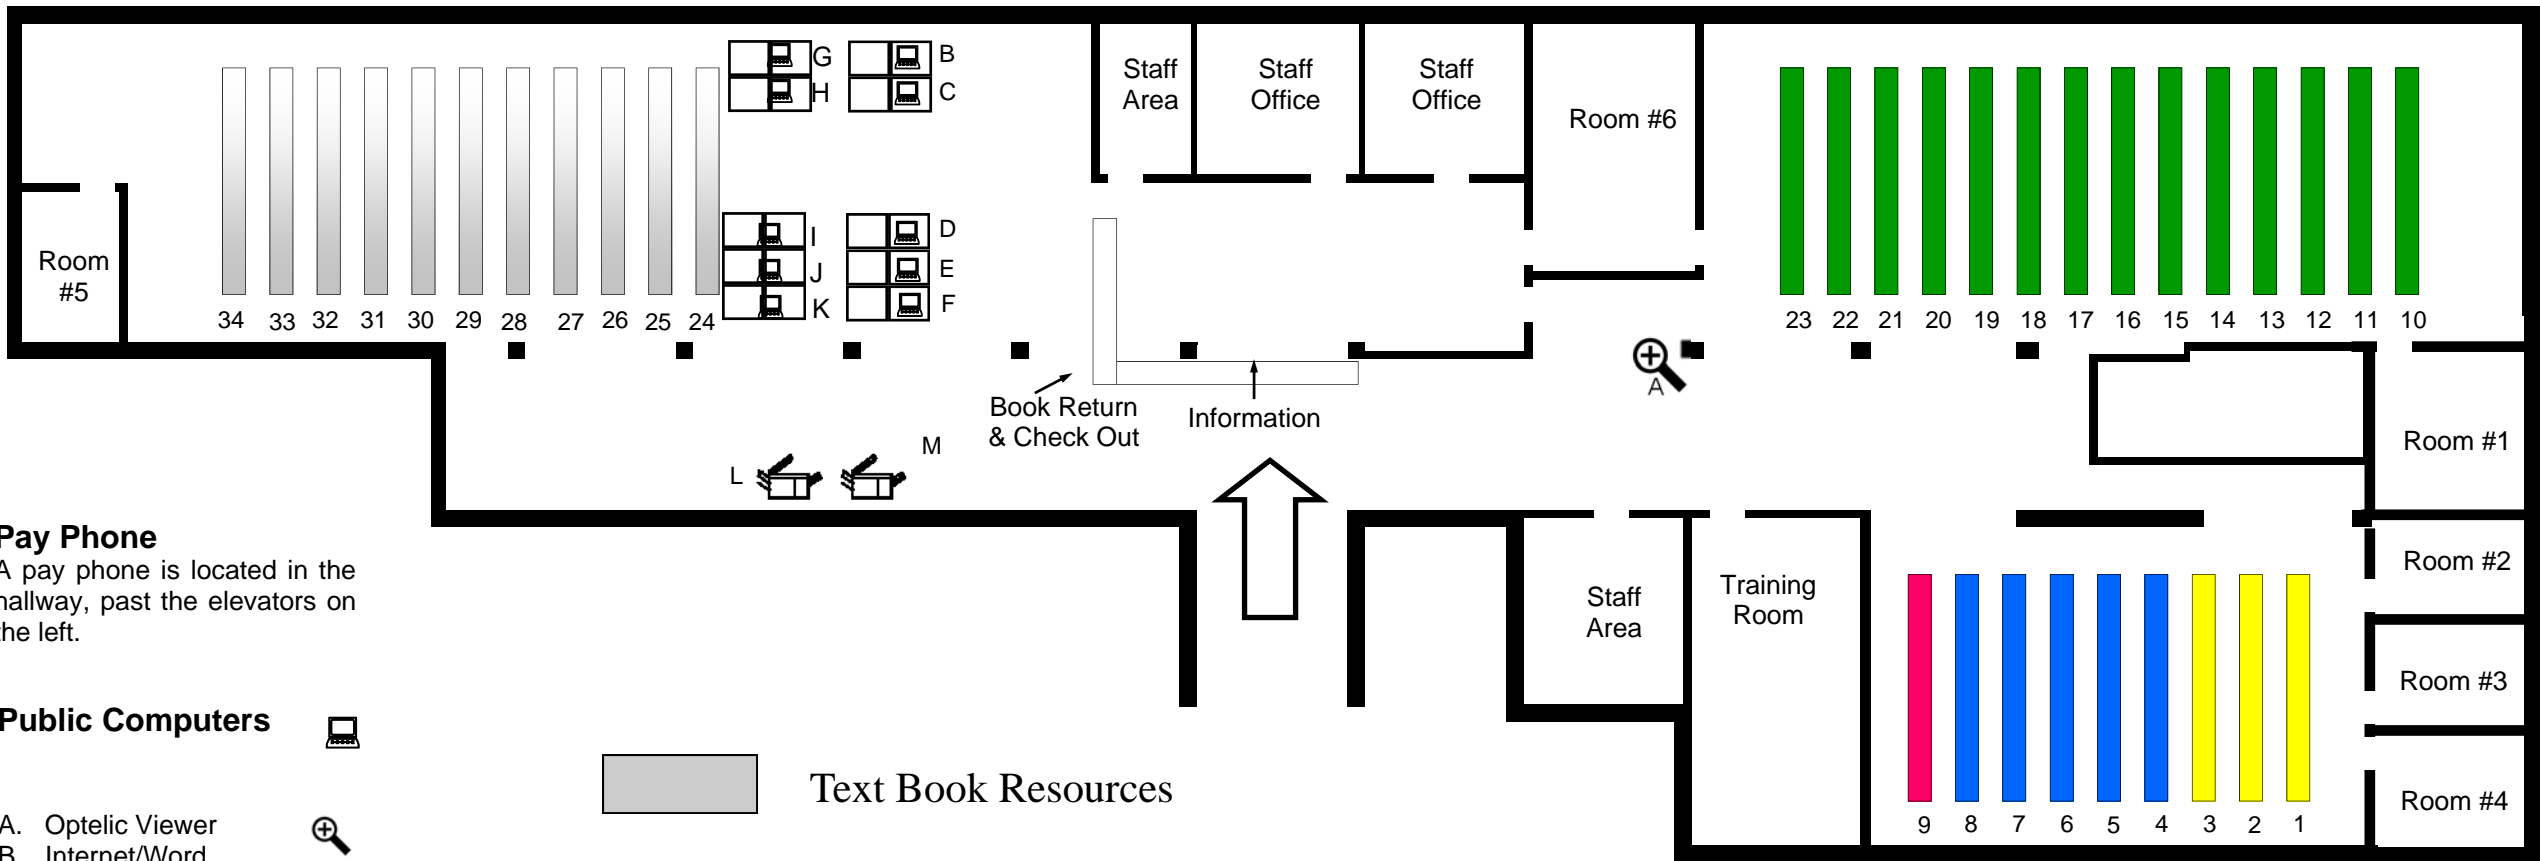 G
B
H
C
Staff
Area
Staff
Office
Staff
Office
Room #6
I
D
J
E
K
F
Room
#5
34 33 32 31 30 29 28 27 26 25 24
23 22 21 20 19 18 17 16 15 14 13 12 11 10
A
Book Return
& Check Out
Information
Room #1
L
M
Pay Phone
A pay phone is located in the
hallway, past the elevators on
the left.
Room #2
Staff
Area
Training
Room
Room #3
Public Computers
Text Book Resources
Room #4
9 8 7 6 5 4 3 2 1
A. Optelic Viewer
B. Internet/Word